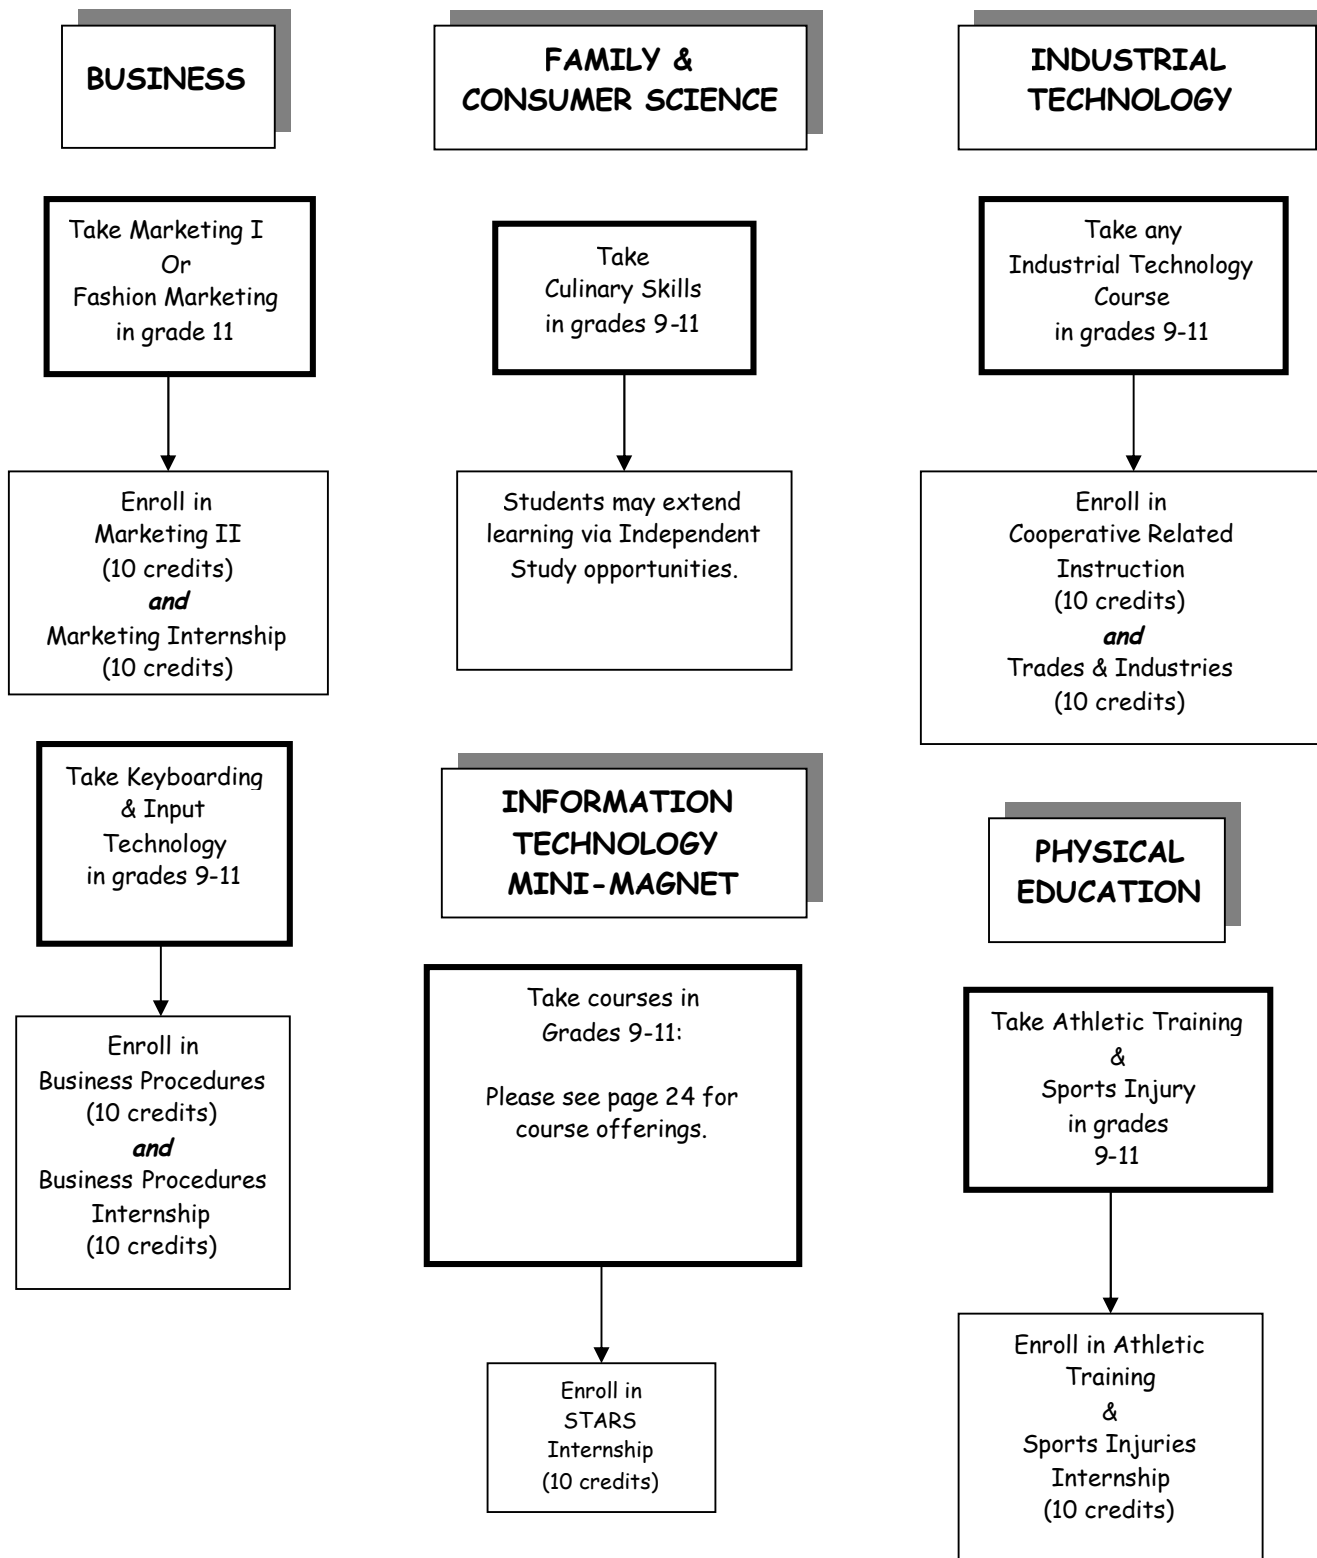 BUSINESS
Take Marketing I
Or
Fashion Marketing
in grade 11
Enroll in
Marketing II
(10 credits)
and
Marketing Internship
(10 credits)
Take Keyboarding
& Input
Technology
in grades 9-11
Enroll in
Business Procedures
(10 credits)
and
Business Procedures
Internship
(10 credits)
FAMILY &
CONSUMER SCIENCE
Take
Culinary Skills
in grades 9-11
Students may extend
learning via Independent
Study opportunities.
INFORMATION
TECHNOLOGY
MINI-MAGNET
Take courses in
Grades 9-11:
Please see page 24 for
course offerings.
Enroll in
STARS
Internship
(10 credits)
INDUSTRIAL
TECHNOLOGY
Take any
Industrial Technology
Course
in grades 9-11
Enroll in
Cooperative Related
Instruction
(10 credits)
and
Trades & Industries
(10 credits)
PHYSICAL
EDUCATION
Take Athletic Training
&
Sports Injury
in grades
9-11
Enroll in Athletic
Training
&
Sports Injuries
Internship
(10 credits)